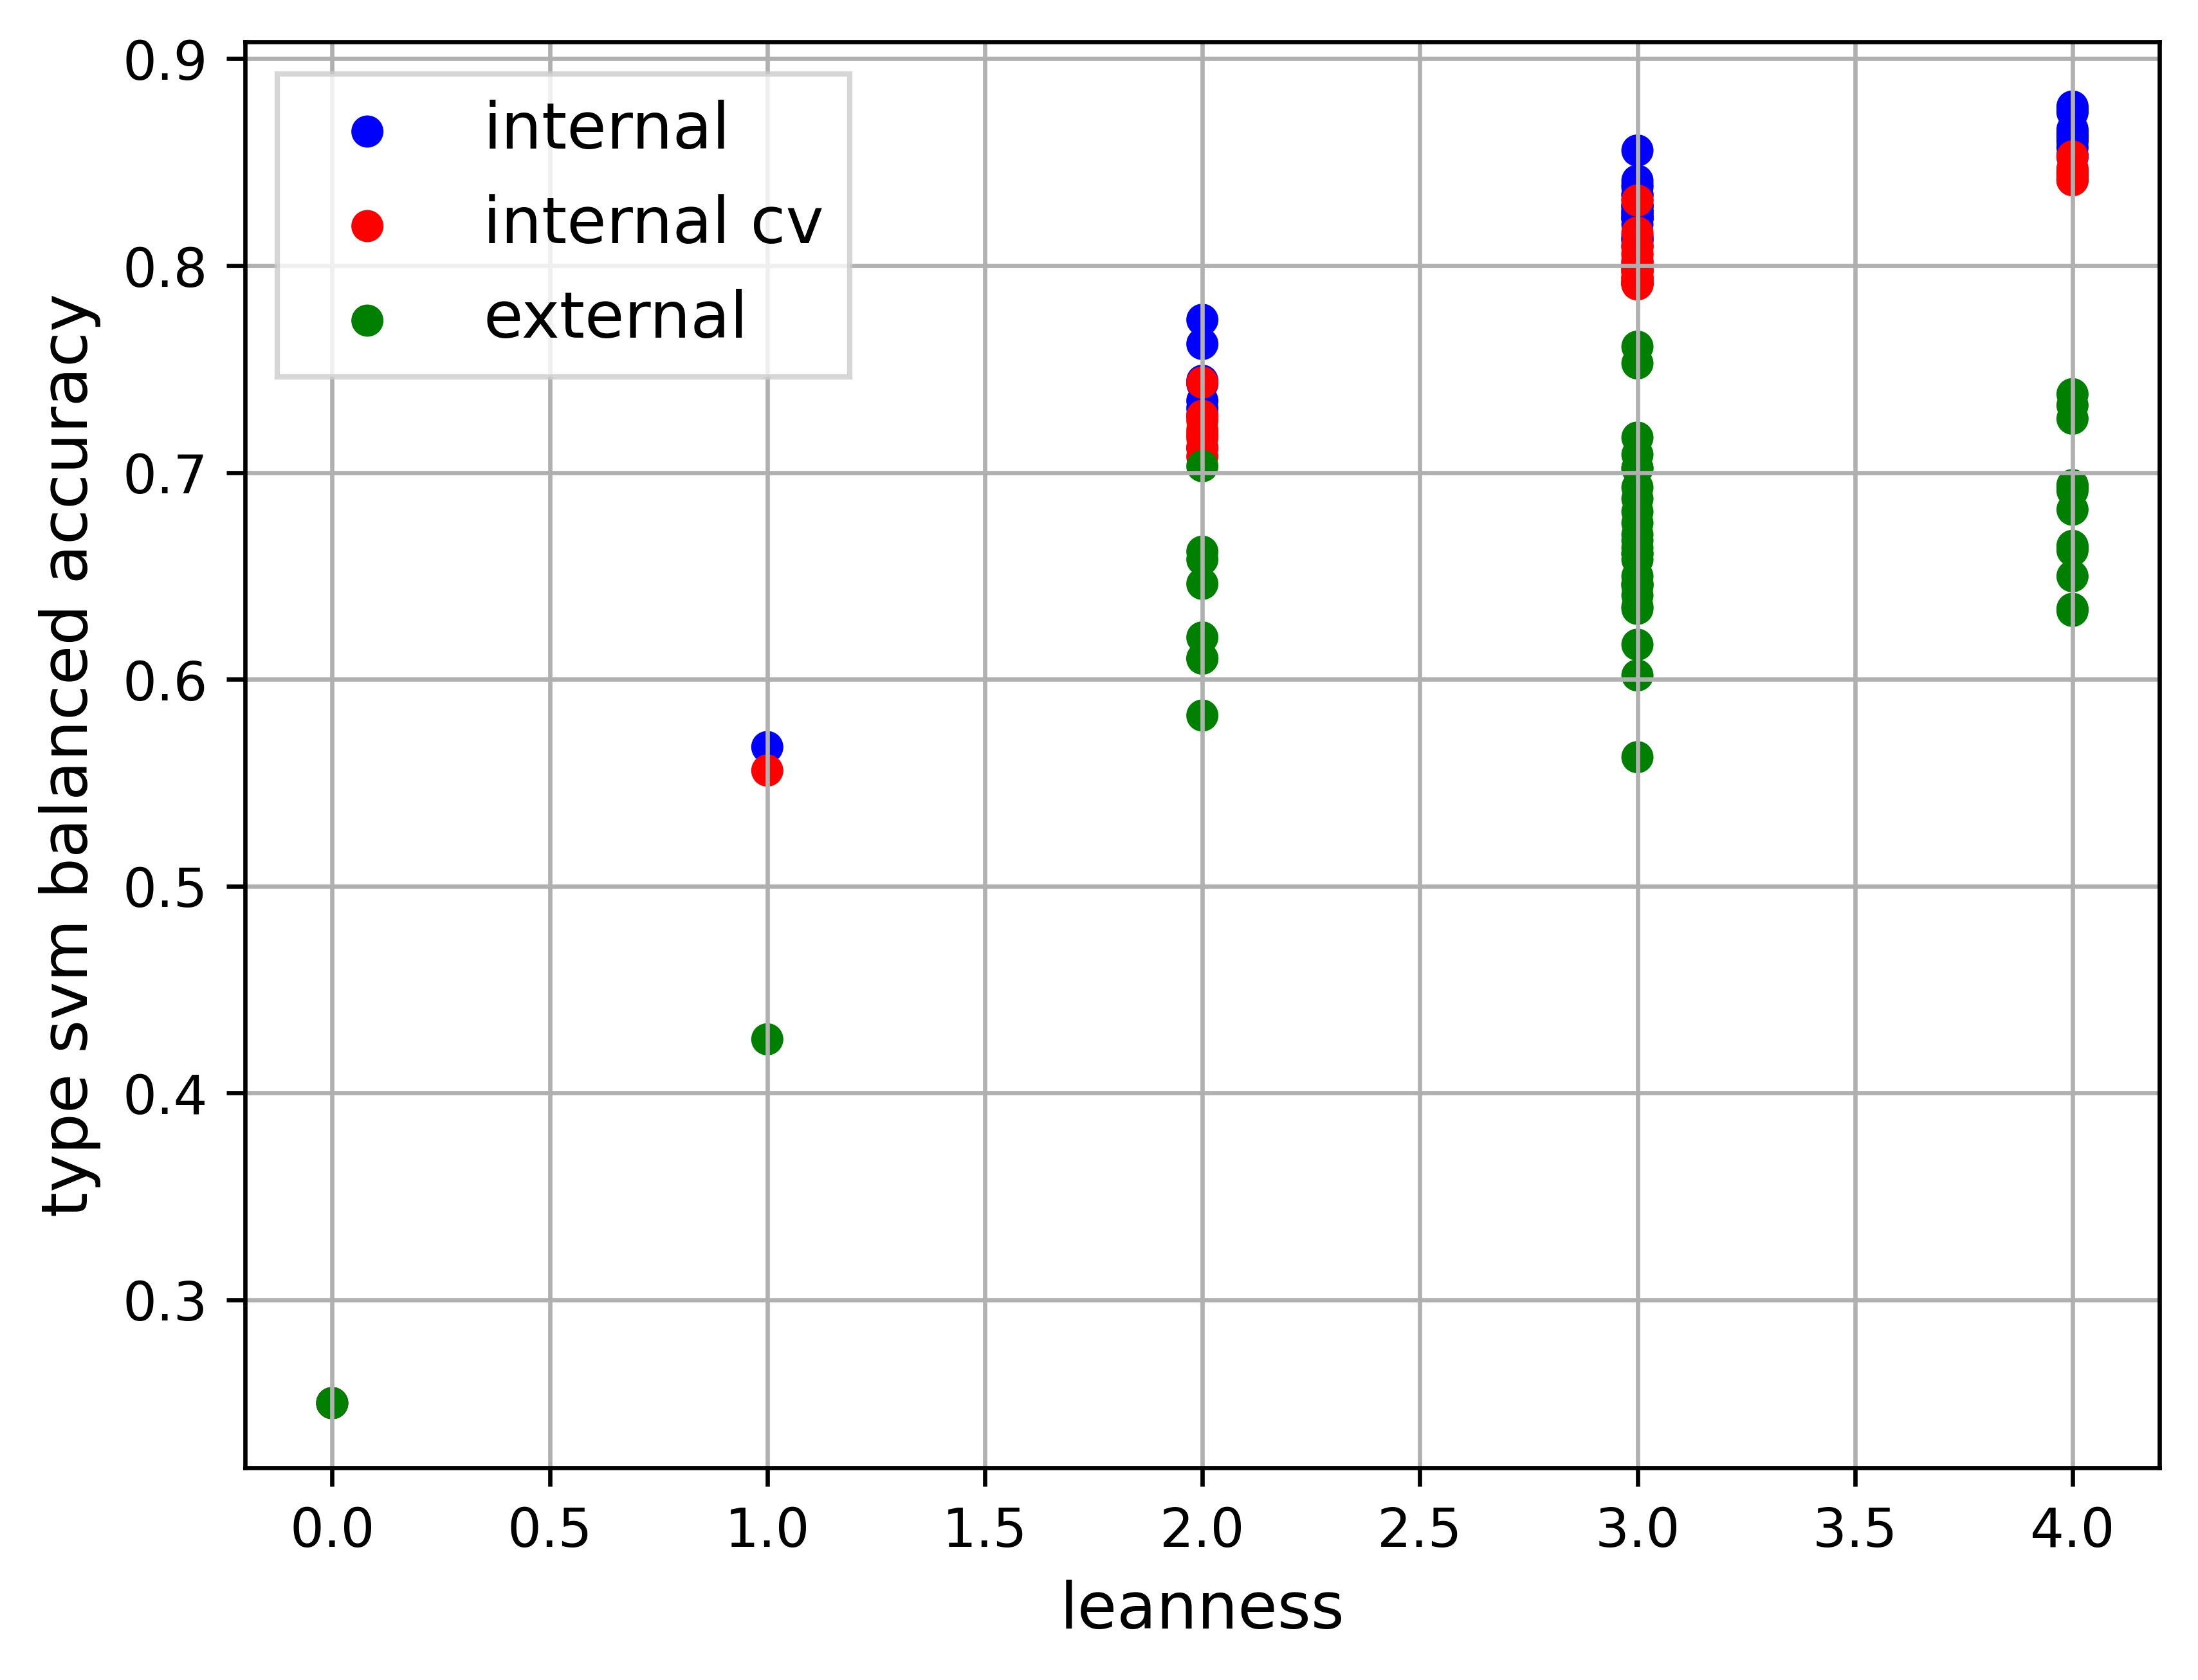 internal
internal cv
external
type svm balanced accuracy
0.9
0.8
0.7
0.6
0.5
0.4
0.3
0.0 0.5 1.0 1.5 2.0 2.5 3.0 3.5 4.0
leanness